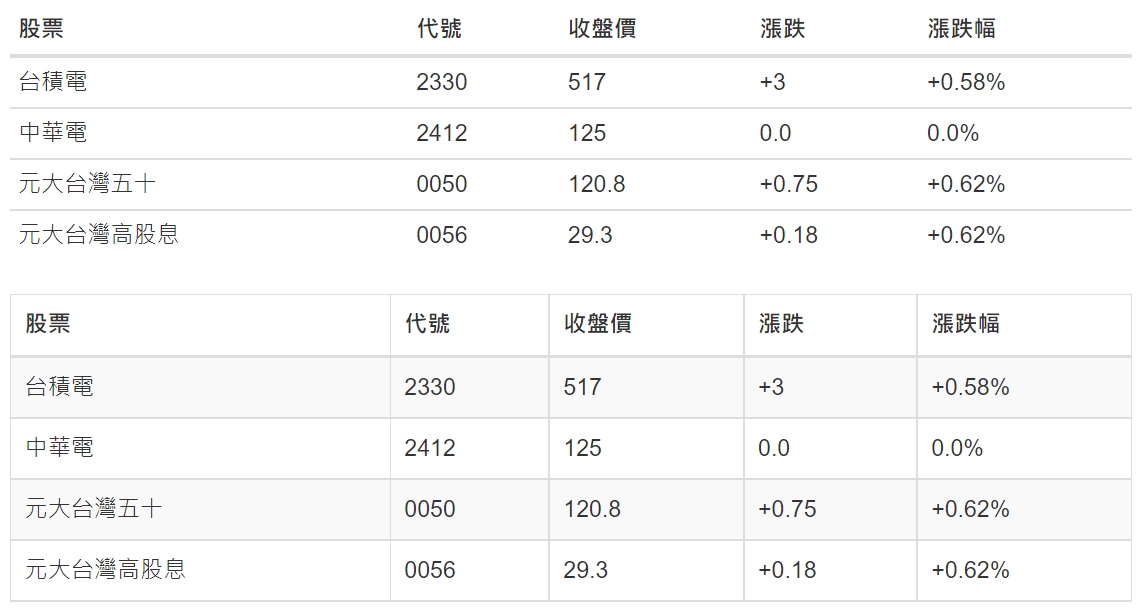 股票 代號 收盤價 漲跌 漲跌幅
台積電 2330 517 +3 +0.58%
中華電 2412 125 0.0 0.0%
元大台灣五十 0050 120.8 +0.75 +0.62%
元大台灣高股息 0056 29.3 +0.18 +0.62%
股票 代號 收盤價 漲跌 漲跌幅
台積電 2330 517 +3 +0.58%
中華電 2412 125 0.0 0.0%
元大台灣五十 0050 120.8 +0.75 +0.62%
元大台灣高股息 0056 29.3 +0.18 +0.62%